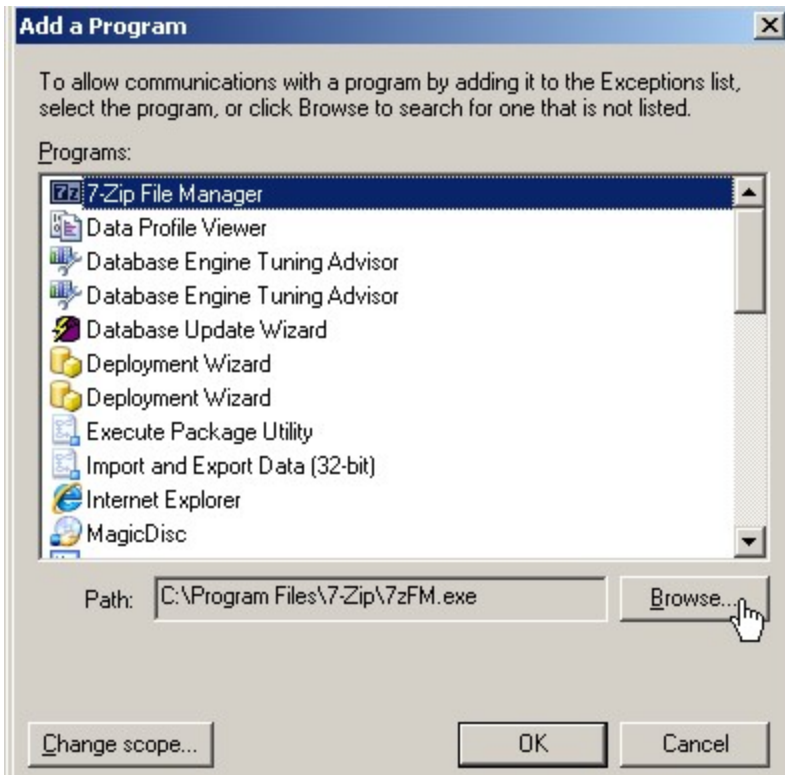 Add a Program
To allow communications with a program by adding it to the Exceptions list,
select the program, or click Browse to search for one that is not listed.
Programs:
7-Zip File Manager
Data Profile Viewer
Database Engine Tuning Advisor
Database Engine Tuning Advisor
Database Update Wizard
Deployment Wizard
Deployment Wizard
Execute Package Utility
Import and Export Data (32-bit)
Internet Explorer
MagicDisc
Path: C:\Program Files\7-Zip\7zFM.exe Browse...
Change scope... OK Cancel